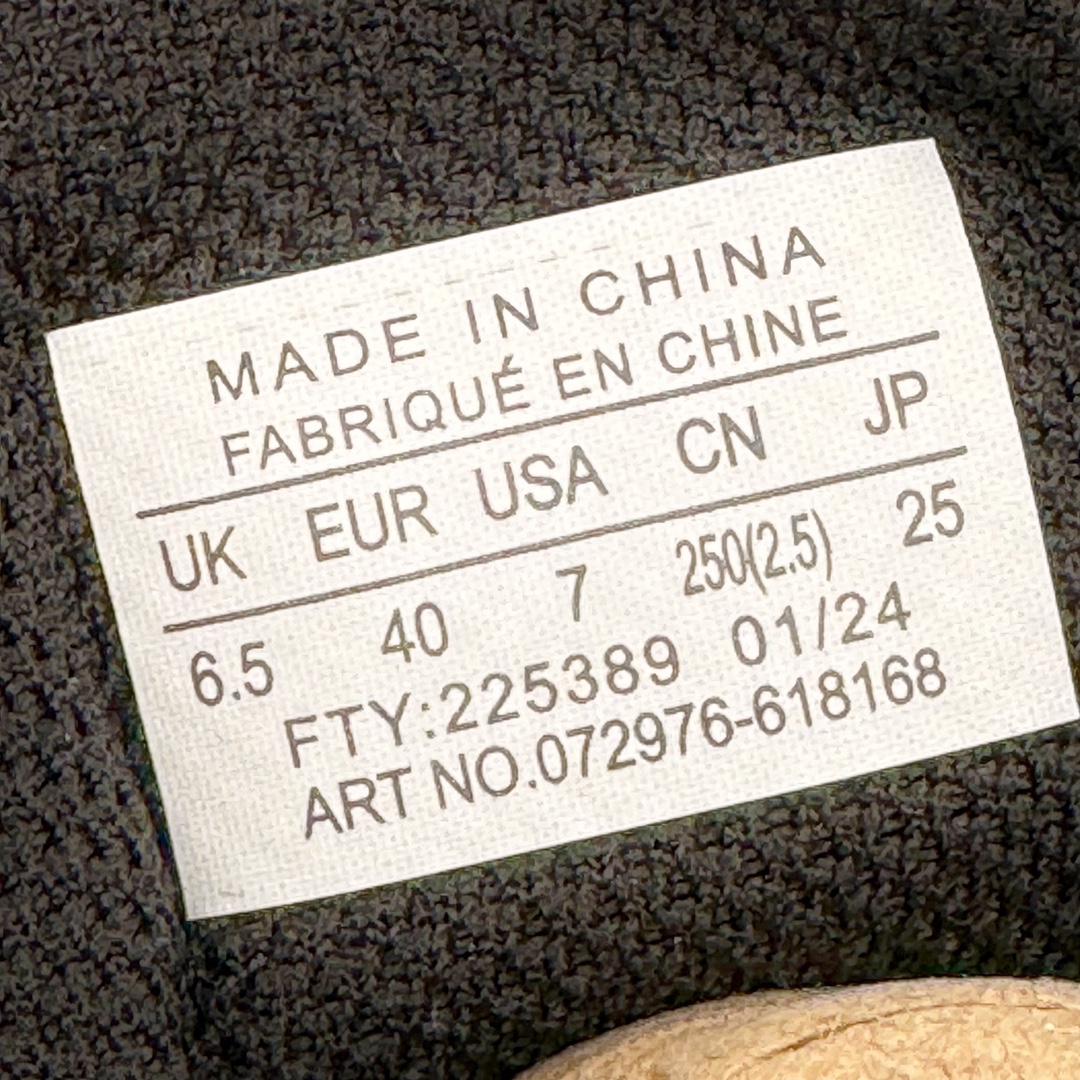 MADE IN CHINA
FABRIQUÉ EN CHINE
UK EUR USA CN JP
6.5 40 7 250(2.5) 25
FTY:225389 01/24
ART NO.072976-618168